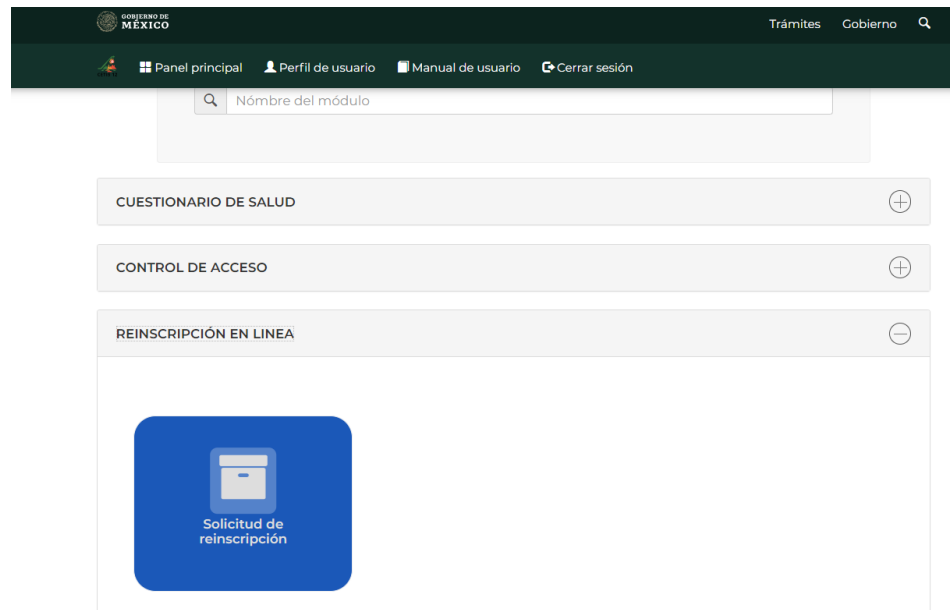 GOBIERNO DE
MÉXICO
Trámites Gobierno
Panel principal Perfil de usuario Manual de usuario Cerrar sesión
Nómbre del módulo
CUESTIONARIO DE SALUD
CONTROL DE ACCESO
REINSCRIPCIÓN EN LINEA
Solicitud de
reinscripción